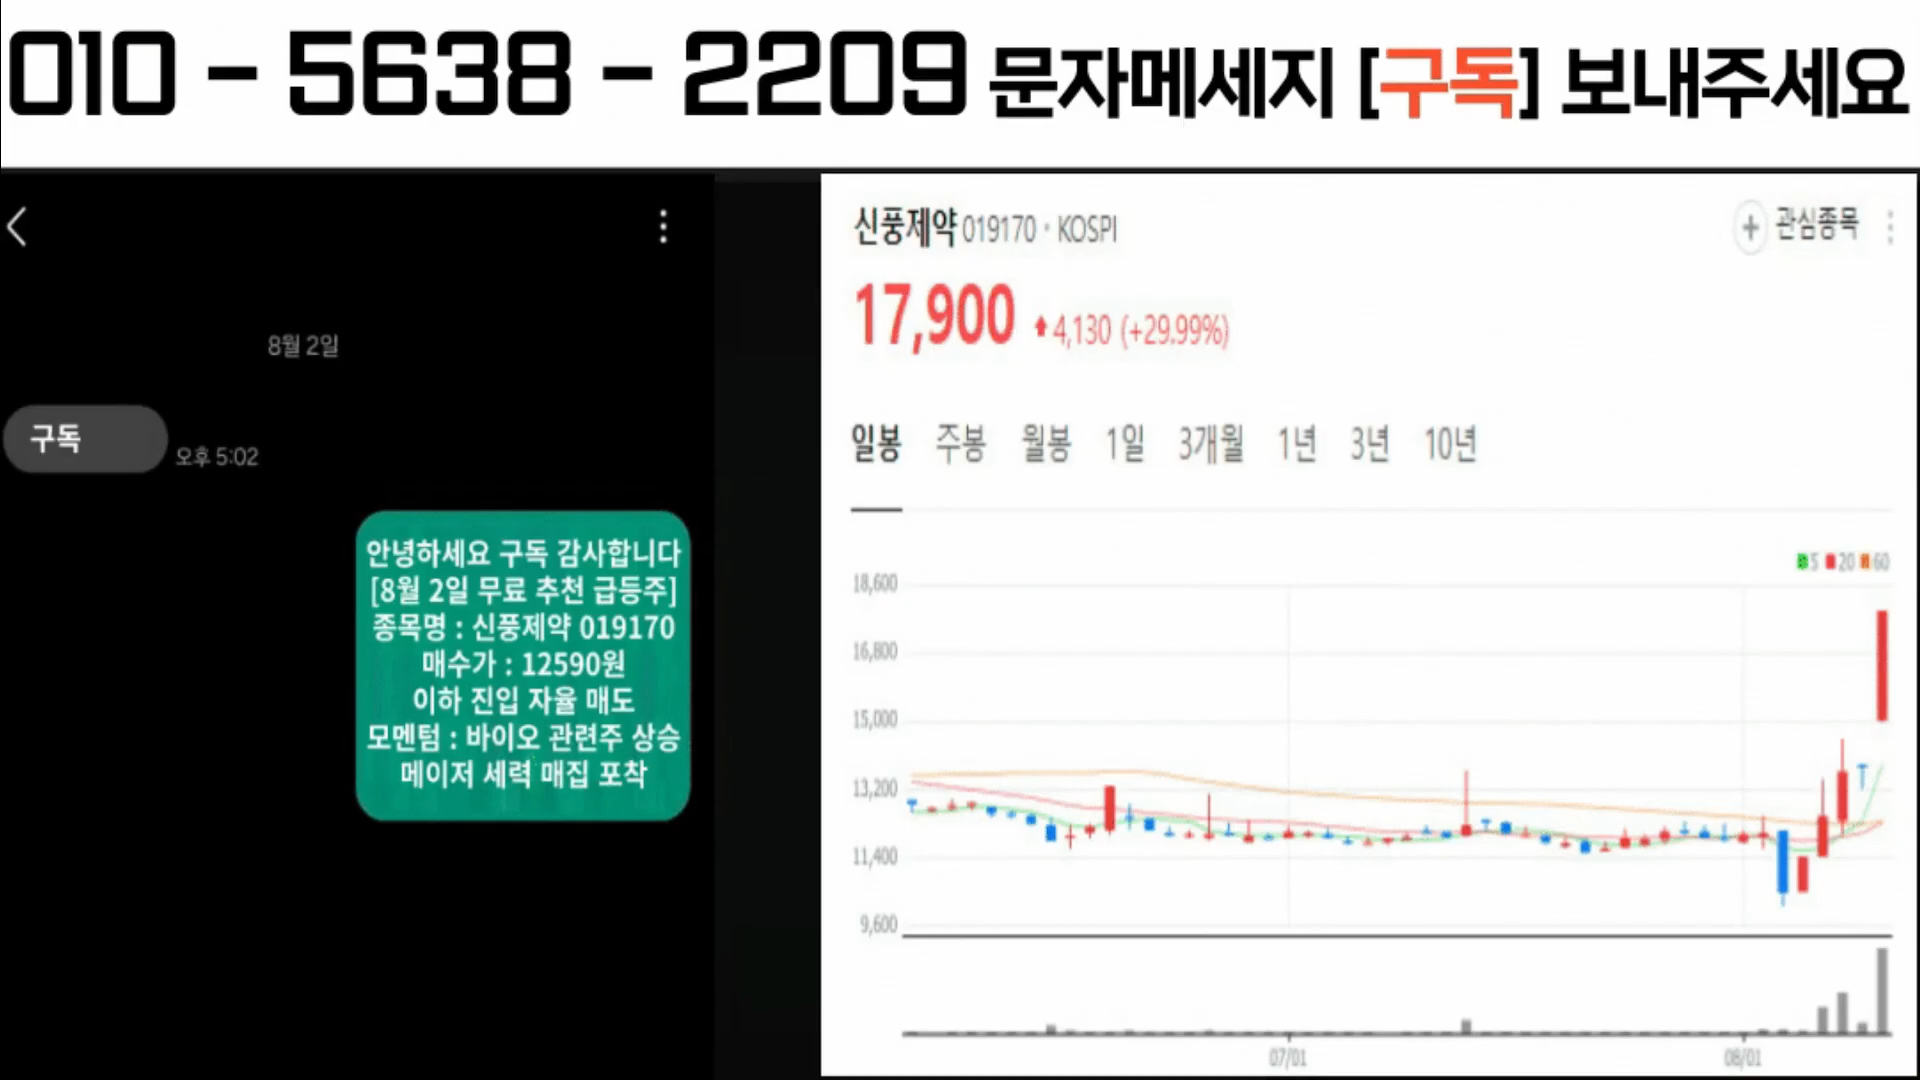 010 - 5638 - 2209 문자메세지 [구독] 보내주세요
8월 2일
구독
오후 5:02
안녕하세요 구독 감사합니다
[8월 2일 무료 추천 급등주]
종목명 : 신풍제약 019170
매수가 : 12590원
이하 진입 자율 매도
모멘텀 : 바이오 관련주 상승
메이저 세력 매집 포착
신풍제약 019170 · KOSPI
관심종목
17,900 4,130 (+29.99%)
일봉 주봉 월봉 1일 3개월 1년 3년 10년
5 20 60
18,600
16,800
15,000
13,200
11,400
9,600
07/01 08/01